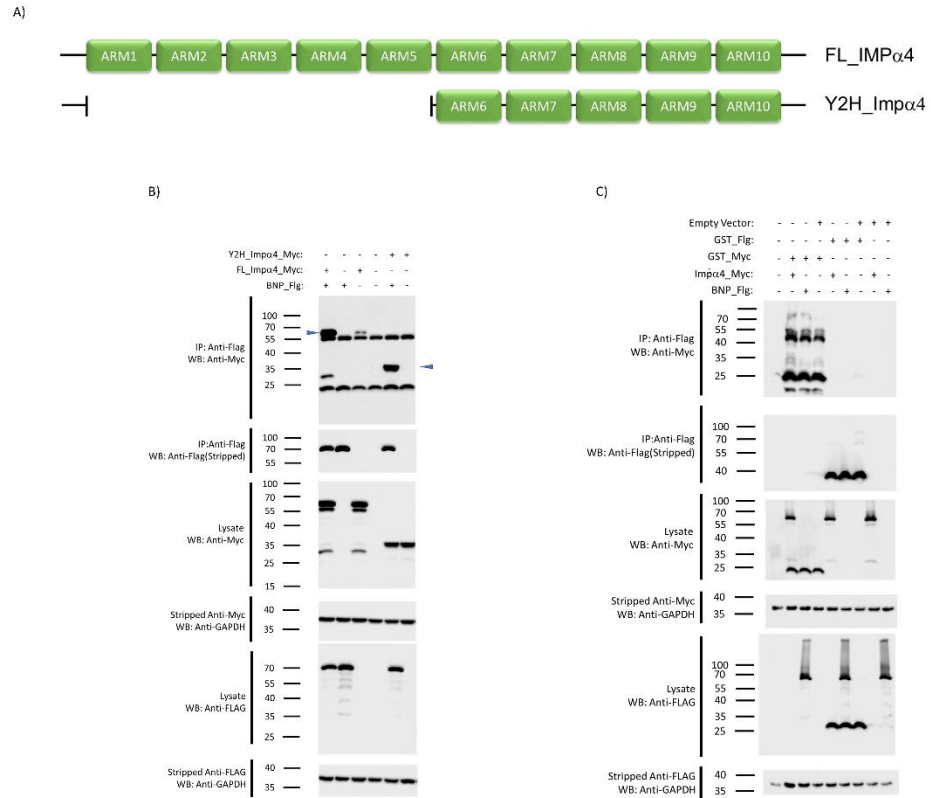 A)
ARM1 ARM2 ARM3 ARM4 ARM5 ARM6 ARM7 ARM8 ARM9 ARM10 FL_IMPα4
ARM6 ARM7 ARM8 ARM9 ARM10 Y2H_Impα4
B)
Y2H_Impα4_Myc: - - - - + +
FL_Impα4_Myc: + - + - - -
BNP_Flg: + + - - + -
IP: Anti-Flag
WB: Anti-Myc
100
70
55
40
35
25
IP:Anti-Flag
WB: Anti-Flag(Stripped)
100
70
55
Lysate
WB: Anti-Myc
100
70
55
40
35
25
15
Stripped Anti-Myc
WB: Anti-GAPDH
40
35
Lysate
WB: Anti-FLAG
70
55
40
35
25
Stripped Anti-FLAG
WB: Anti-GAPDH
40
35
C)
Empty Vector: - - - + - - + + +
GST_Flg: - - - - + + + - -
GST_Myc - + + + - - - - -
Impα4_Myc: - + - - + - - + -
BNP_Flg: - - + - - + - - +
IP: Anti-Flag
WB: Anti-Myc
70
55
40
35
25
IP:Anti-Flag
WB: Anti-Flag(Stripped)
100
70
55
40
Lysate
WB: Anti-Myc
100
70
55
40
35
25
Stripped Anti-Myc
WB: Anti-GAPDH
40
35
Lysate
WB: Anti-FLAG
100
70
55
40
35
25
Stripped Anti-FLAG
WB: Anti-GAPDH
40
35